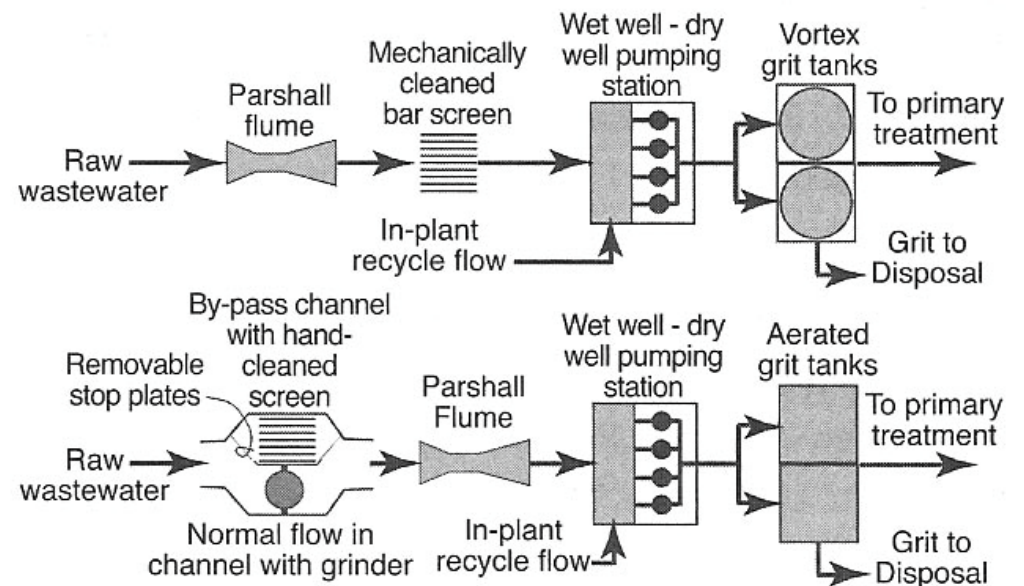 Raw
wastewater
Parshall
flume
Mechanically
cleaned
bar screen
In-plant
recycle flow
Wet well - dry
well pumping
station
Vortex
grit tanks
To primary
treatment
Grit to
Disposal
By-pass channel
with hand-
cleaned
screen
Removable
stop plates
Raw
wastewater
Normal flow in
channel with grinder
Parshall
Flume
In-plant
recycle flow
Wet well - dry
well pumping
station
Aerated
grit tanks
To primary
treatment
Grit to
Disposal